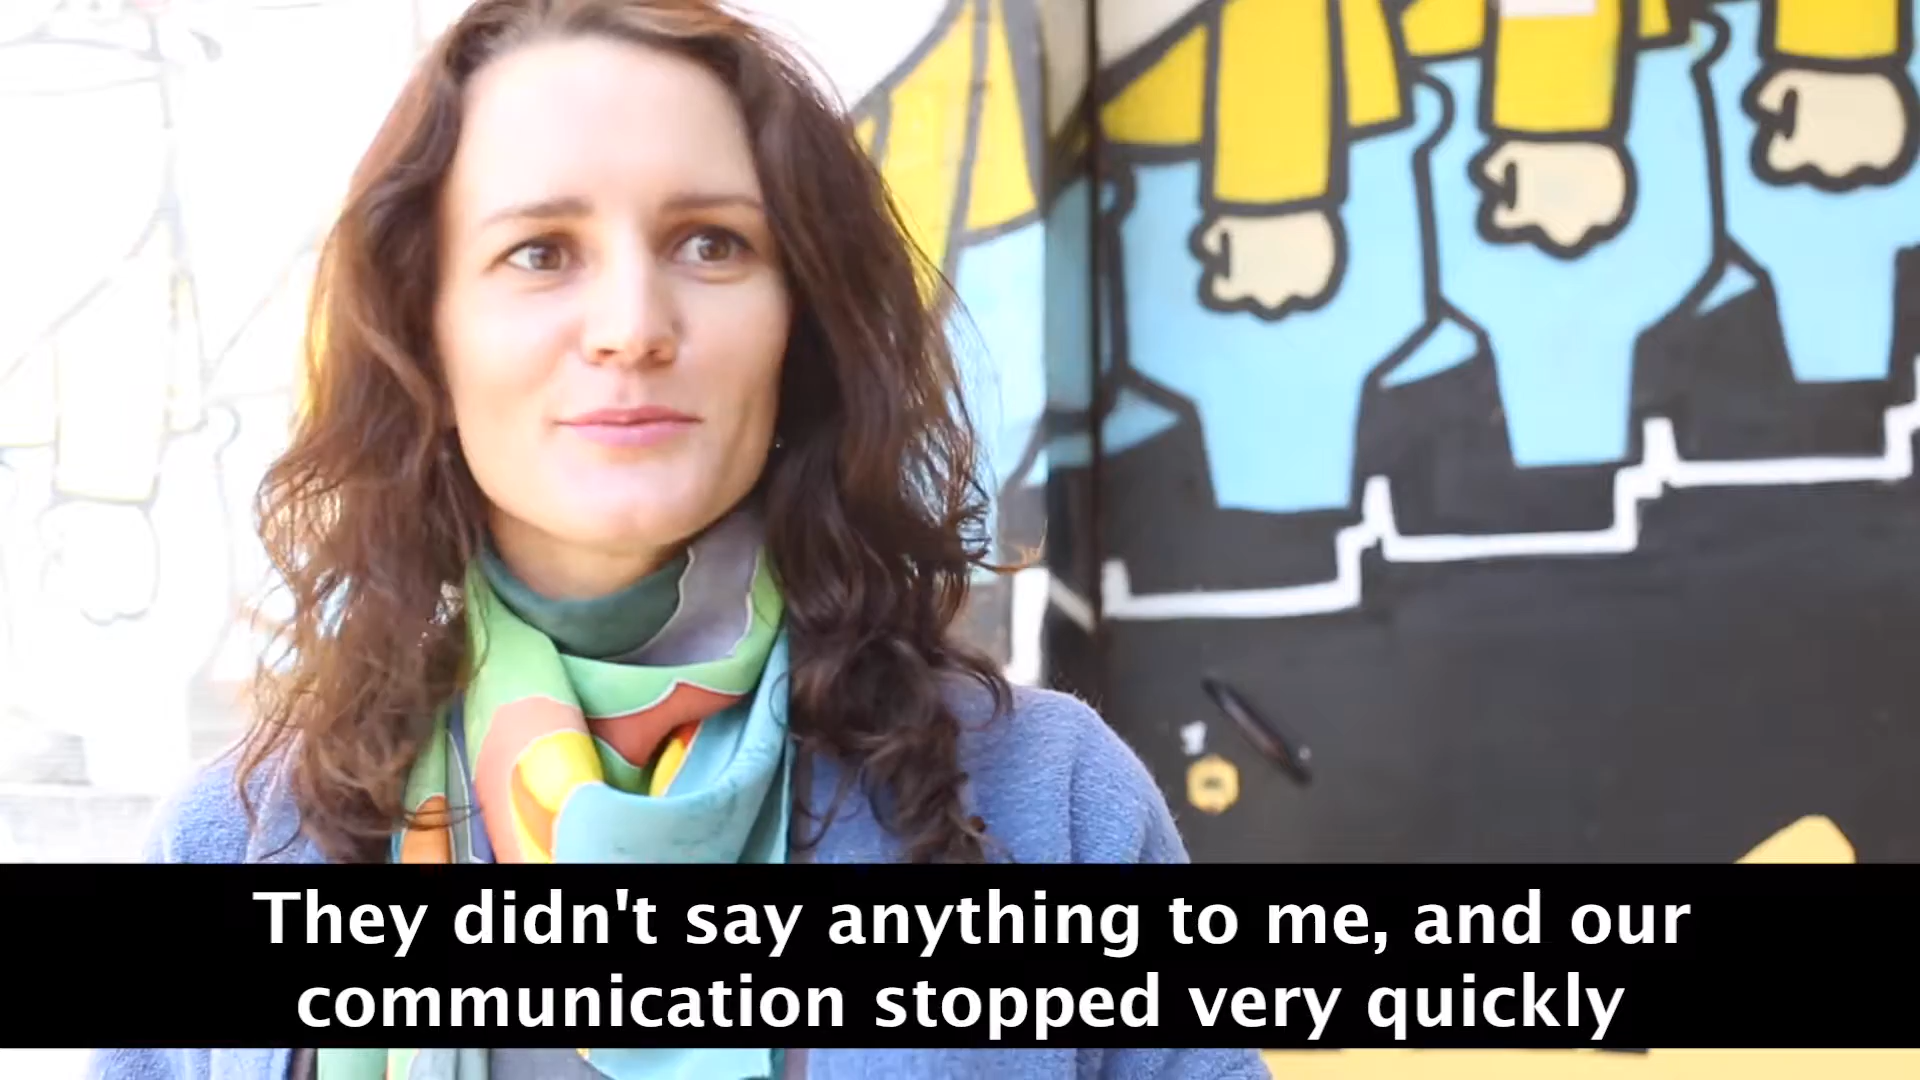 They didn't say anything to me, and our
communication stopped very quickly